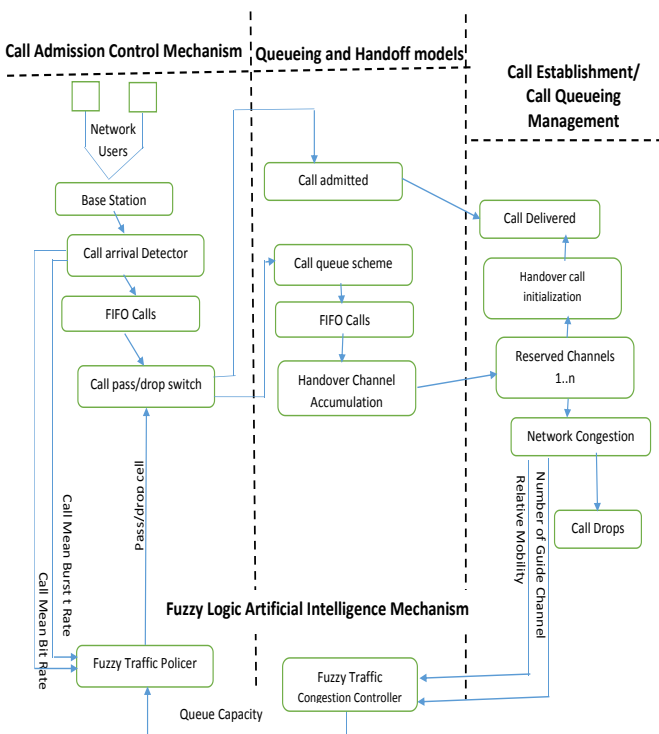 Call Admission Control Mechanism
Queueing and Handoff models
Call Establishment/
Call Queueing
Management
Network
Users
Base Station
Call arrival Detector
FIFO Calls
Call pass/drop switch
Call admitted
Call queue scheme
FIFO Calls
Handover Channel
Accumulation
Call Delivered
Handover call
initialization
Reserved Channels
1..n
Network Congestion
Call Drops
Pass/drop cell
Call Mean Burst t Rate
Call Mean Bit Rate
Number of Guide Channel
Relative Mobility
Fuzzy Logic Artificial Intelligence Mechanism
Fuzzy Traffic Policer
Fuzzy Traffic
Congestion Controller
Queue Capacity